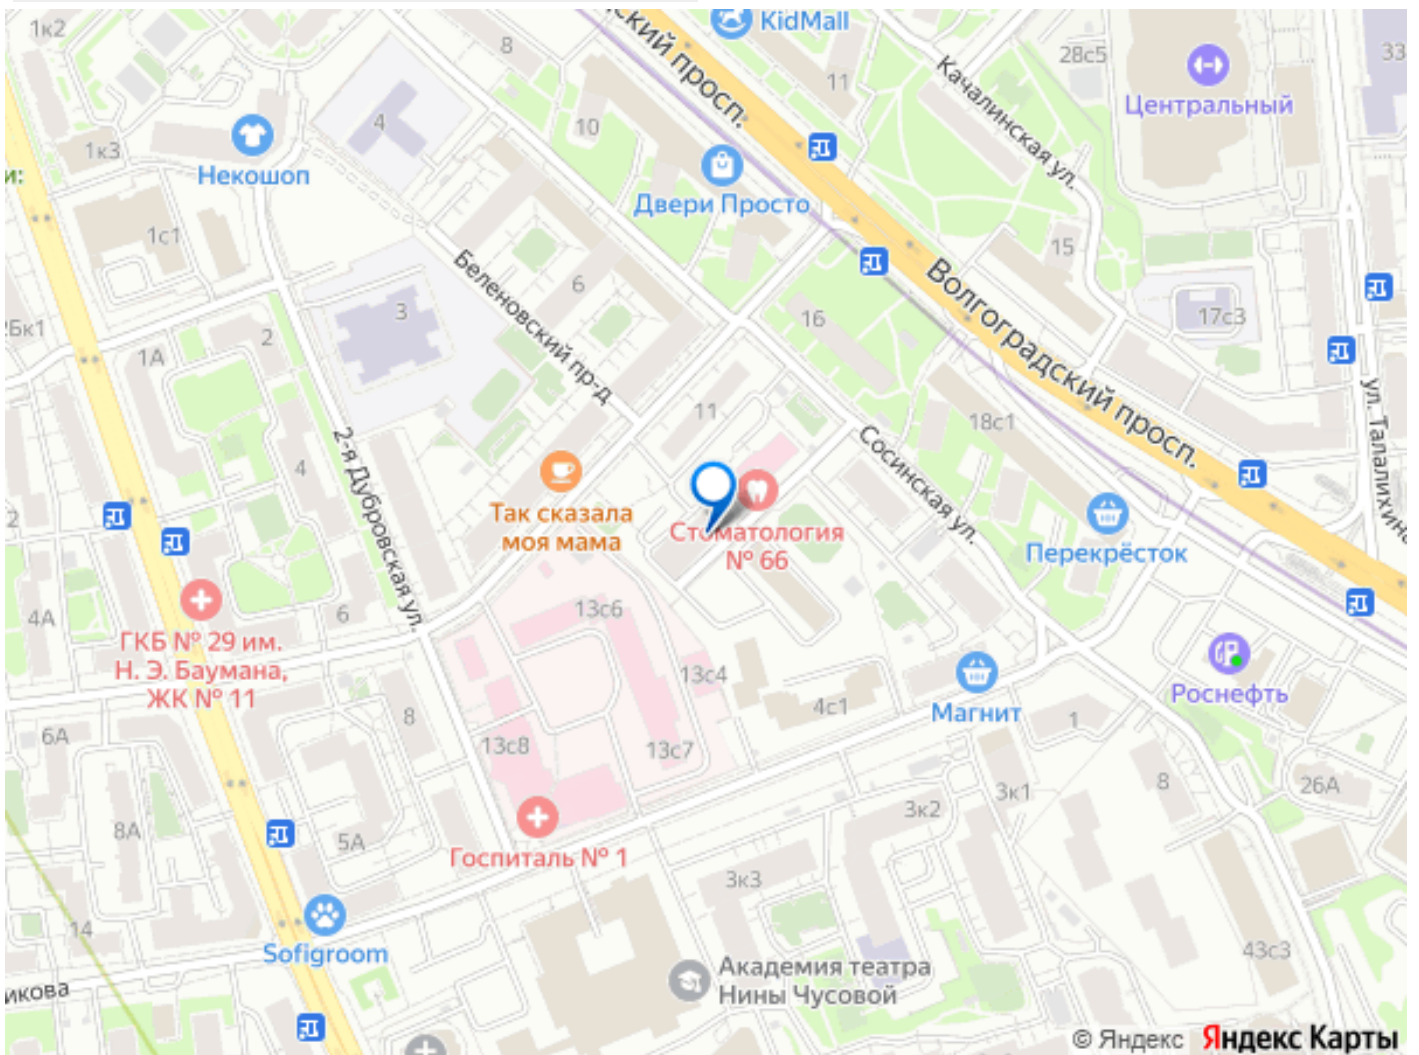 1к2
8
ский просп.
KidMall
11
28с5
33
Центральный
Качалинская ул.
4
10
1к3
Некошоп
и:
Двери Просто
1с1
15
Беленовский пр-д
6
16
Волгоградский просп.
17с3
3
2
1А
11
18с1
ул. Талалихина
Сосинская ул.
4
2-я Дубровская ул.
Так сказала
моя мама
Стоматология
№ 66
Перекрёсток
2
4А
6
13с6
ГКБ № 29 им.
Н. Э. Баумана,
ЖК № 11
13с4
Роснефть
Магнит
4с1
1
8
6А
13с8
13с7
8
26А
3к1
3к2
8А
5А
Госпиталь № 1
3к3
14
Sofigroom
43с3
Академия театра
Нины Чусовой
икова
© Яндекс Яндекс Карты